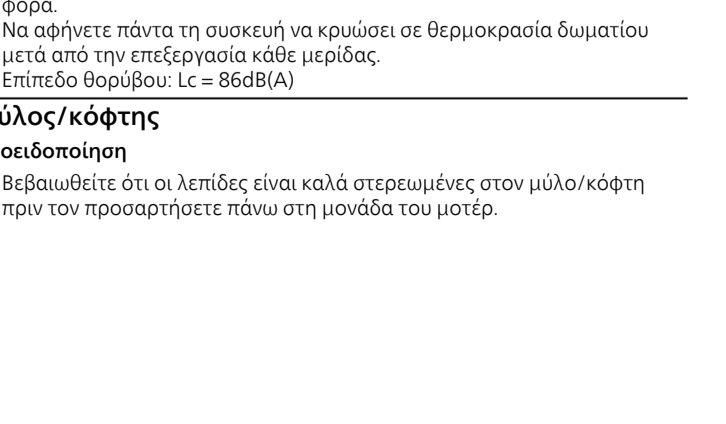 φορά.
Να αφήνετε πάντα τη συσκευή να κρυώσει σε θερμοκρασία δωματίου
μετά από την επεξεργασία κάθε μερίδας.
Επίπεδο θορύβου: Lc = 86dB(A)
ύλος/κόφτης
οειδοποίηση
Βεβαιωθείτε ότι οι λεπίδες είναι καλά στερεωμένες στον μύλο/κόφτη
πριν τον προσαρτήσετε πάνω στη μονάδα του μοτέρ.